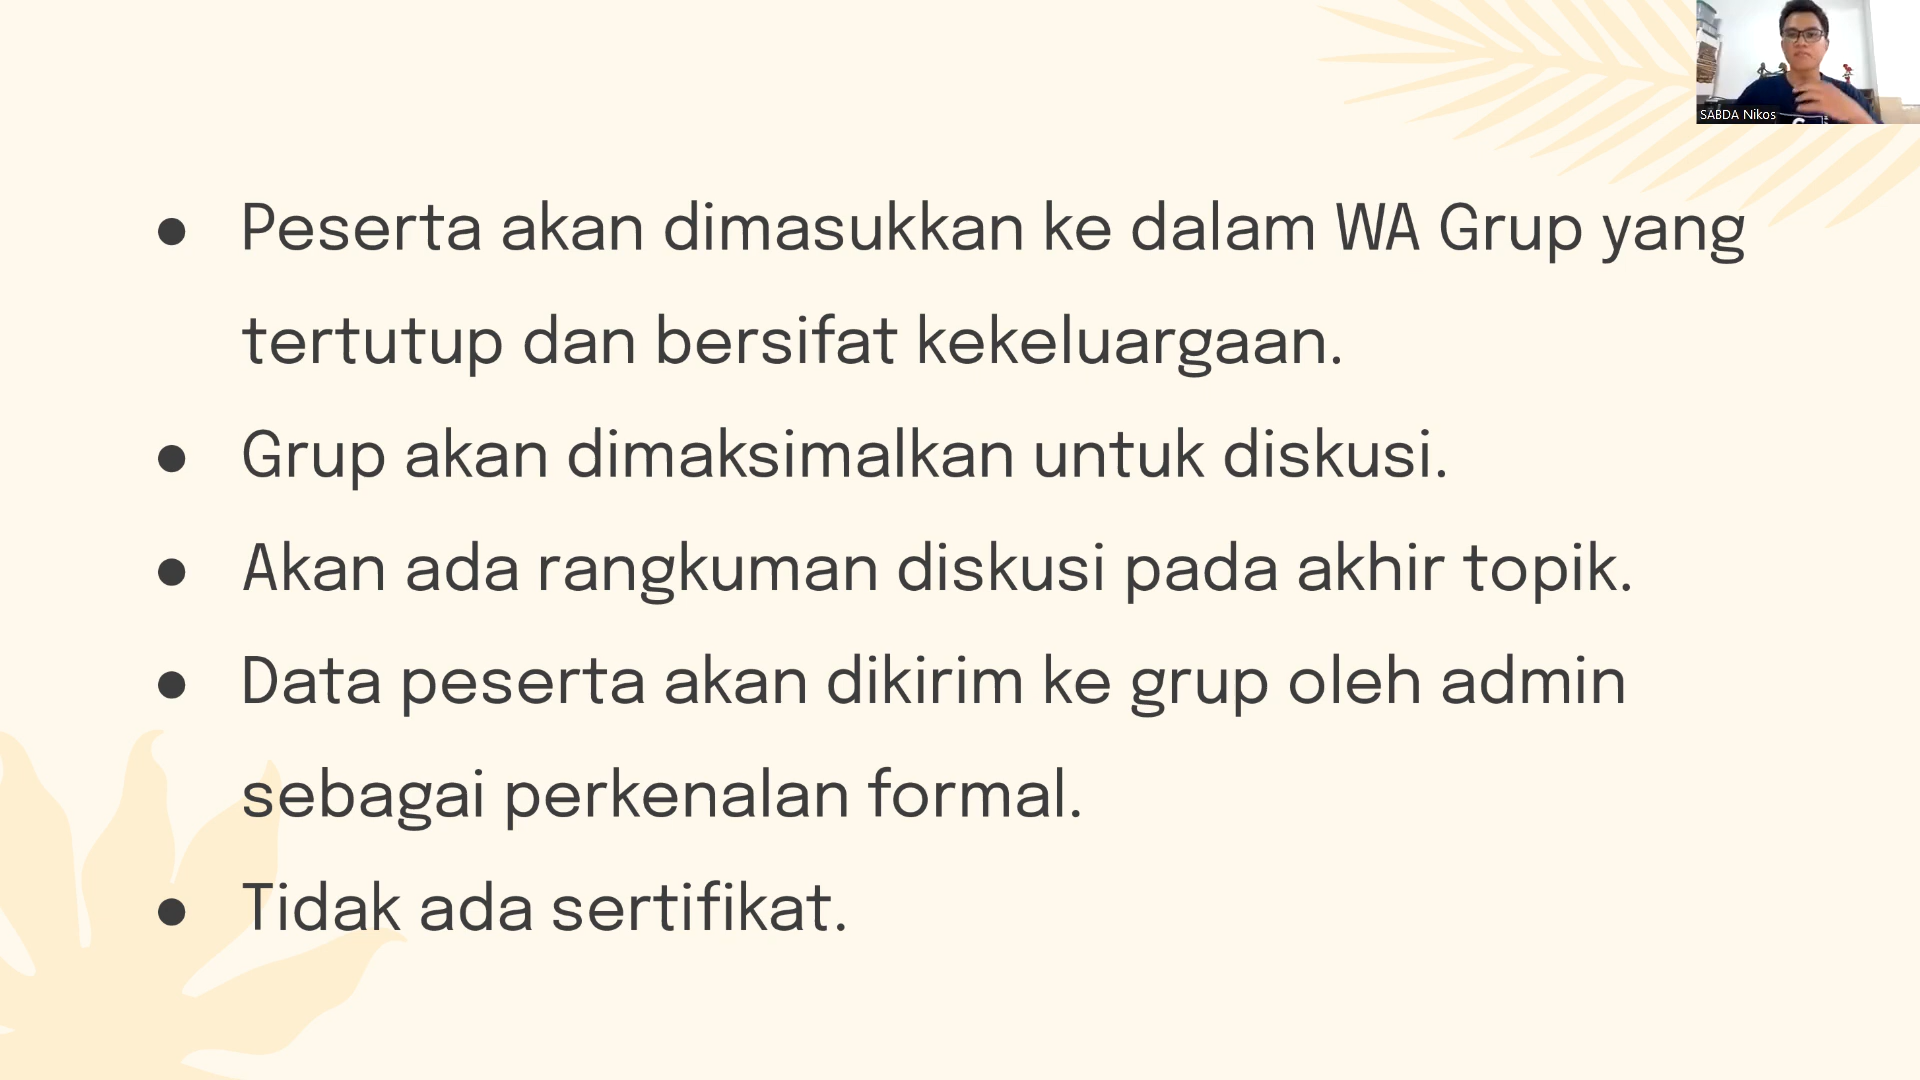 SABDA Nikos
● Peserta akan dimasukkan ke dalam WA Grup yang
tertutup dan bersifat kekeluargaan.
● Grup akan dimaksimalkan untuk diskusi.
● Akan ada rangkuman diskusi pada akhir topik.
● Data peserta akan dikirim ke grup oleh admin
sebagai perkenalan formal.
● Tidak ada sertifikat.